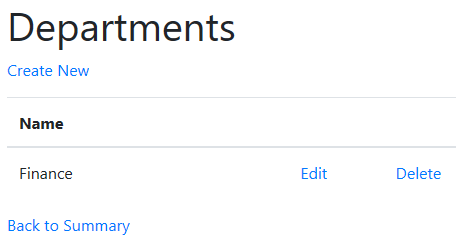 Departments
Create New
Name
Finance Edit Delete
Back to Summary